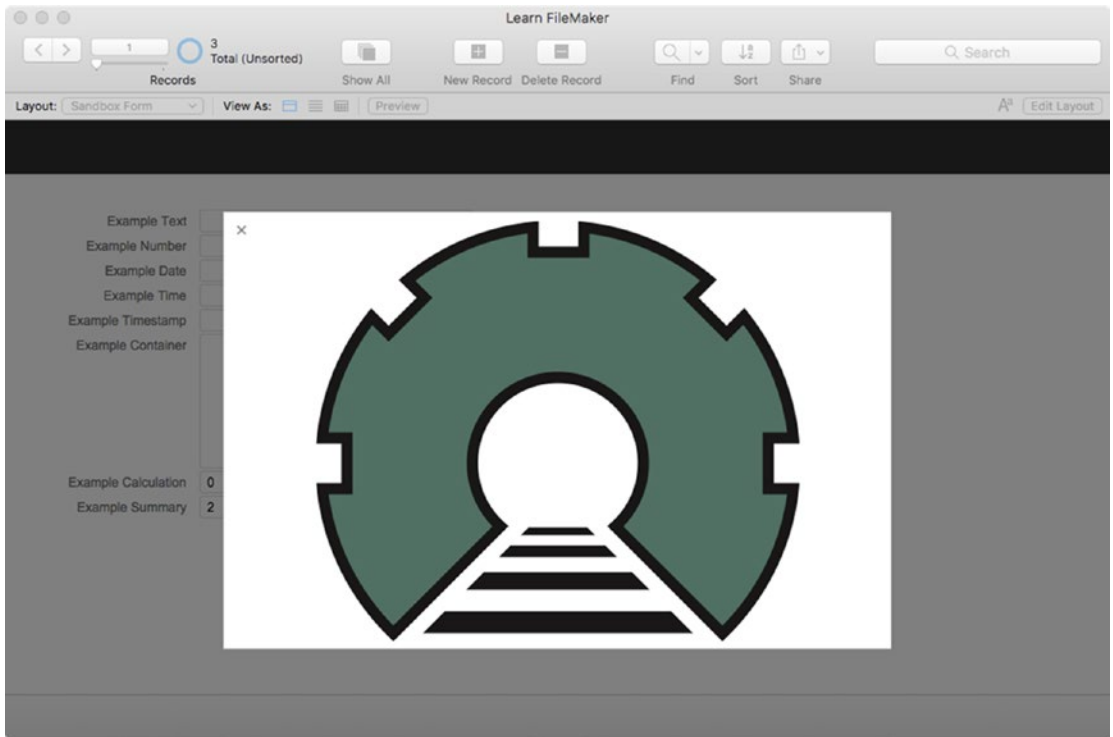 Learn FileMaker
1
3
Total (Unsorted)
Records
Show All
New Record
Delete Record
Find
Sort
Share
Search
Layout:
Sandbox Form
View As:
Preview
Aa
Edit Layout
Example Text
Example Number
Example Date
Example Time
Example Timestamp
Example Container
Example Calculation 0
Example Summary 2